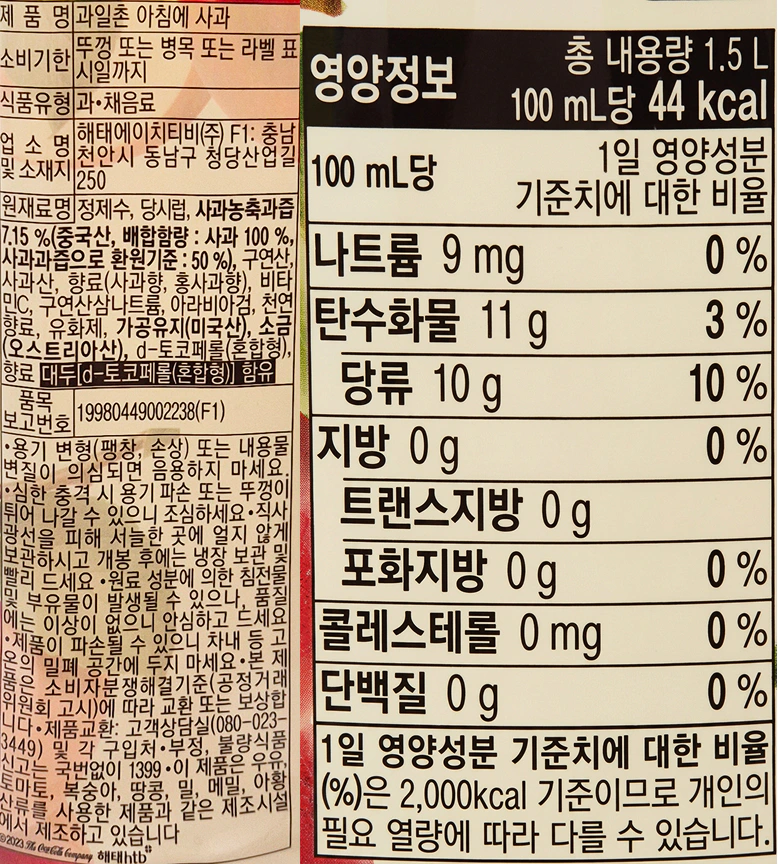 제 품 명 과일촌 아침에 사과
소비기한 뚜껑 또는 병목 또는 라벨 표
시일까지
식품유형 과·채음료
업 소 명
및 소재지
해태에이치티비(주) F1: 충남
천안시 동남구 청당산업길
250
원재료명 정제수, 당시럽, 사과농축과즙
7.15 %(중국산, 배합함량 : 사과 100 %,
사과과즙으로 환원기준 : 50 %), 구연산,
사과산, 향료(사과향, 홍사과향), 비타
민C, 구연산삼나트륨, 아라비아검, 천연
향료, 유화제, 가공유지(미국산), 소금
(오스트리아산), d-토코페롤(혼합형),
향료 대두[d-토코페롤(혼합형)] 함유
품목
보고번호
19980449002238(F1)
•용기 변형(팽창, 손상) 또는 내용물
변질이 의심되면 음용하지 마세요.
•심한 충격 시 용기 파손 또는 뚜껑이
튀어 나갈 수 있으니 조심하세요•직사
광선을 피해 서늘한 곳에 얼지 않게
보관하시고 개봉 후에는 냉장 보관 및
빨리 드세요 •원료 성분에 의한 침전물
및 부유물이 발생될 수 있으나, 품질
에는 이상이 없으니 안심하고 드세요
•제품이 파손될 수 있으니 차내 등 고
온의 밀폐 공간에 두지 마세요•본 제
품은 소비자분쟁해결기준(공정거래
위원회 고시)에 따라 교환 또는 보상합
니다•제품교환: 고객상담실(080-023-
3449) 및 각 구입처•부정, 불량식품
신고는 국번없이 1399•이 제품은 우유,
토마토, 복숭아, 땅콩, 밀, 메밀, 아황
산류를 사용한 제품과 같은 제조시설
에서 제조하고 있습니다
©2023 The Coca-Cola Company 해태htb
영양정보
총 내용량 1.5 L
100 mL당 44 kcal
100 mL당
1일 영양성분
기준치에 대한 비율
나트륨 9 mg 0 %
탄수화물 11 g 3 %
당류 10 g 10 %
지방 0 g 0 %
트랜스지방 0 g
포화지방 0 g 0 %
콜레스테롤 0 mg 0 %
단백질 0 g 0 %
1일 영양성분 기준치에 대한 비율
(%)은 2,000kcal 기준이므로 개인의
필요 열량에 따라 다를 수 있습니다.